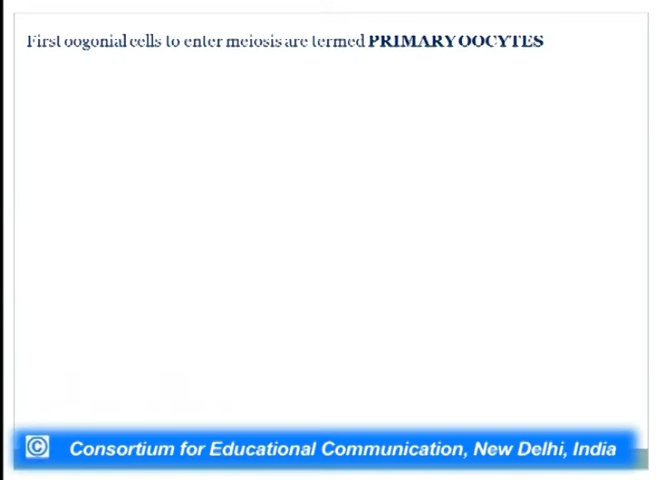 First oogonial cells to enter meiosis are termed PRIMARY OOCYTES
© Consortium for Educational Communication, New Delhi, India